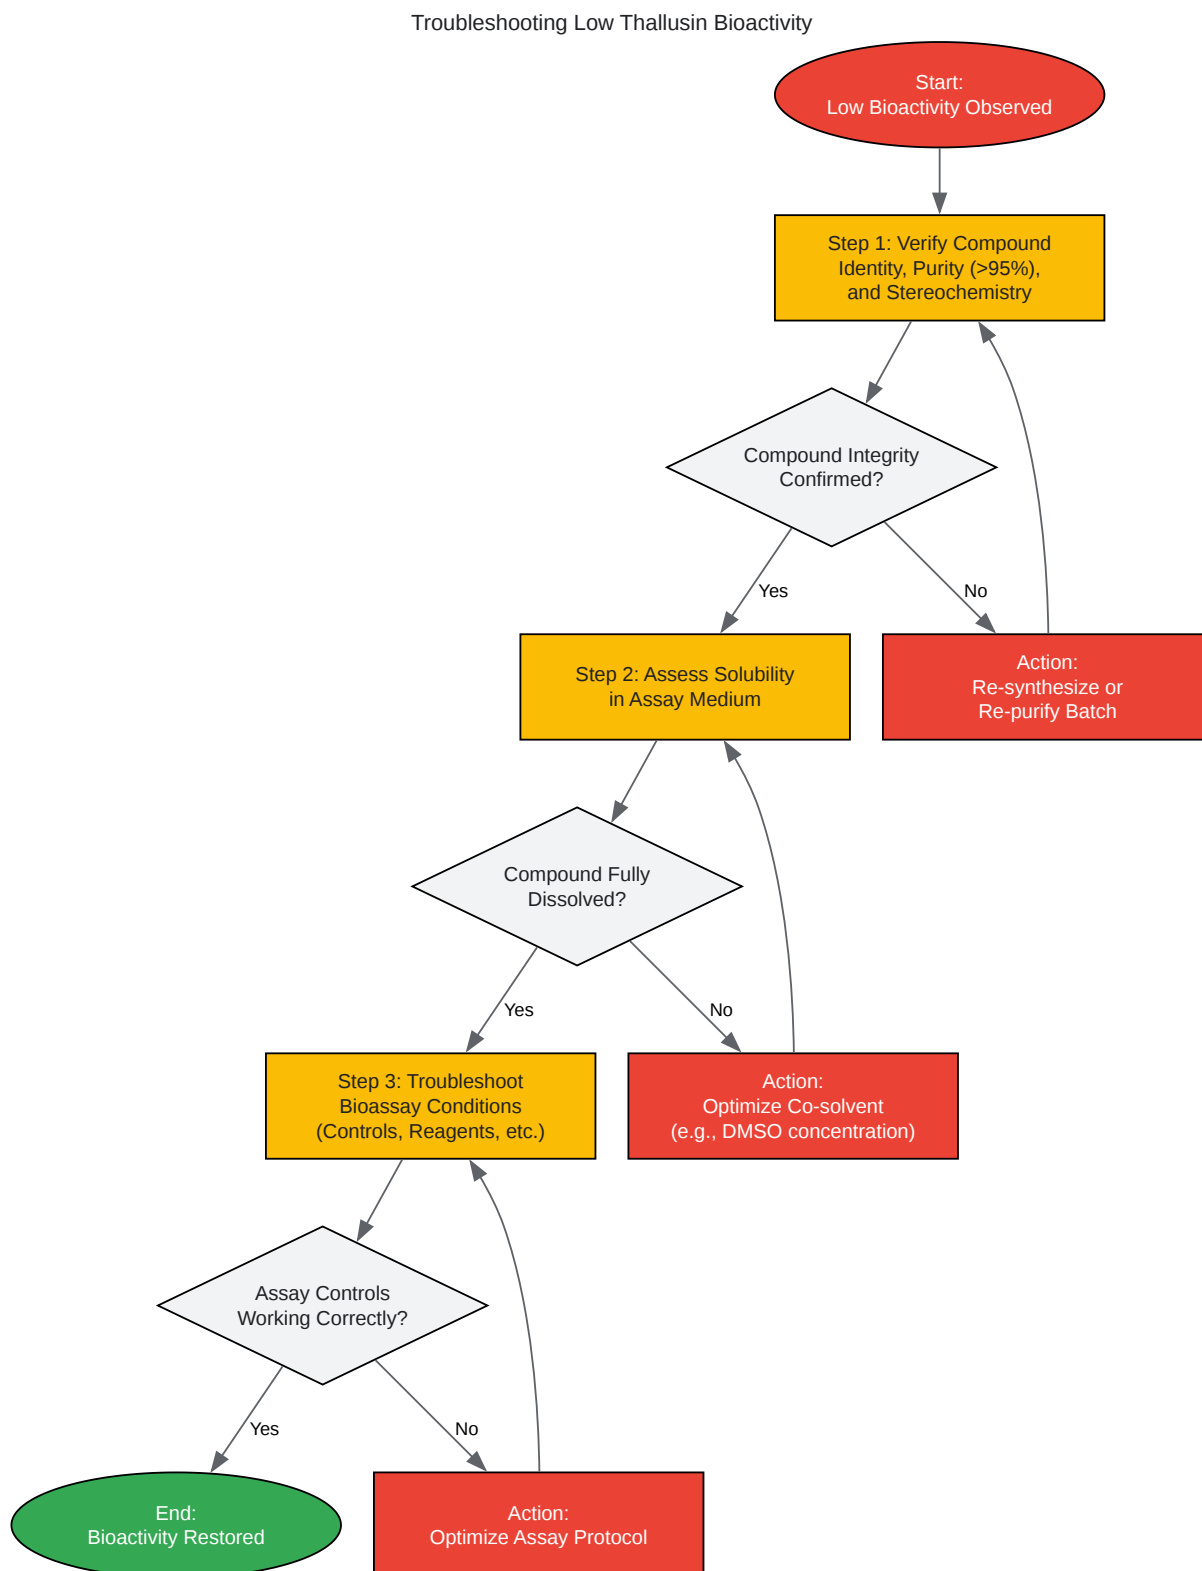 Troubleshooting Low Thallusin Bioactivity
Start:
Low Bioactivity Observed
Step 1: Verify Compound
Identity, Purity (>95%),
and Stereochemistry
Compound Integrity
Confirmed?
Yes
No
Step 2: Assess Solubility
in Assay Medium
Action:
Re-synthesize or
Re-purify Batch
Compound Fully
Dissolved?
Yes
No
Step 3: Troubleshoot
Bioassay Conditions
(Controls, Reagents, etc.)
Action:
Optimize Co-solvent
(e.g., DMSO concentration)
Assay Controls
Working Correctly?
Yes
No
End:
Bioactivity Restored
Action:
Optimize Assay Protocol